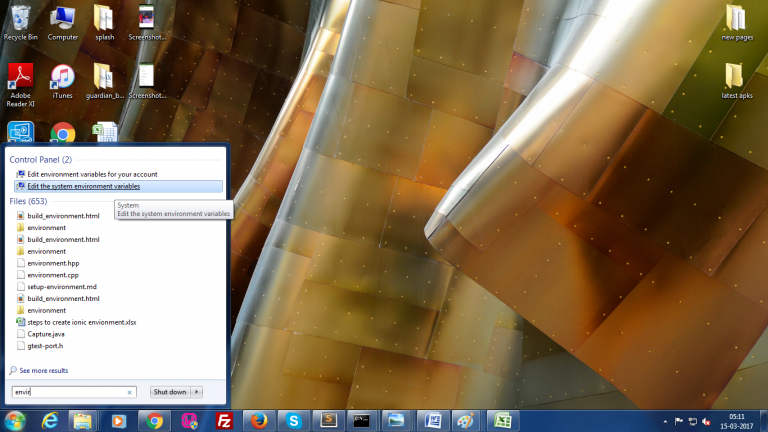 Recycle Bin
Computer
splash
Screenshot...
new pages
Adobe
Reader XI
iTunes
guardian_b...
Screenshot...
latest apks
Control Panel (2)
Edit environment variables for your account
Edit the system environment variables
System
Edit the system environment variables
Files (653)
build_environment.html
environment
build_environment.html
environment
environment.hpp
environment.cpp
setup-environment.md
build_environment.html
environment
steps to create ionic envionment.xlsx
Capture.java
gtest-port.h
See more results
envir
Shut down
05:11
15-03-2017